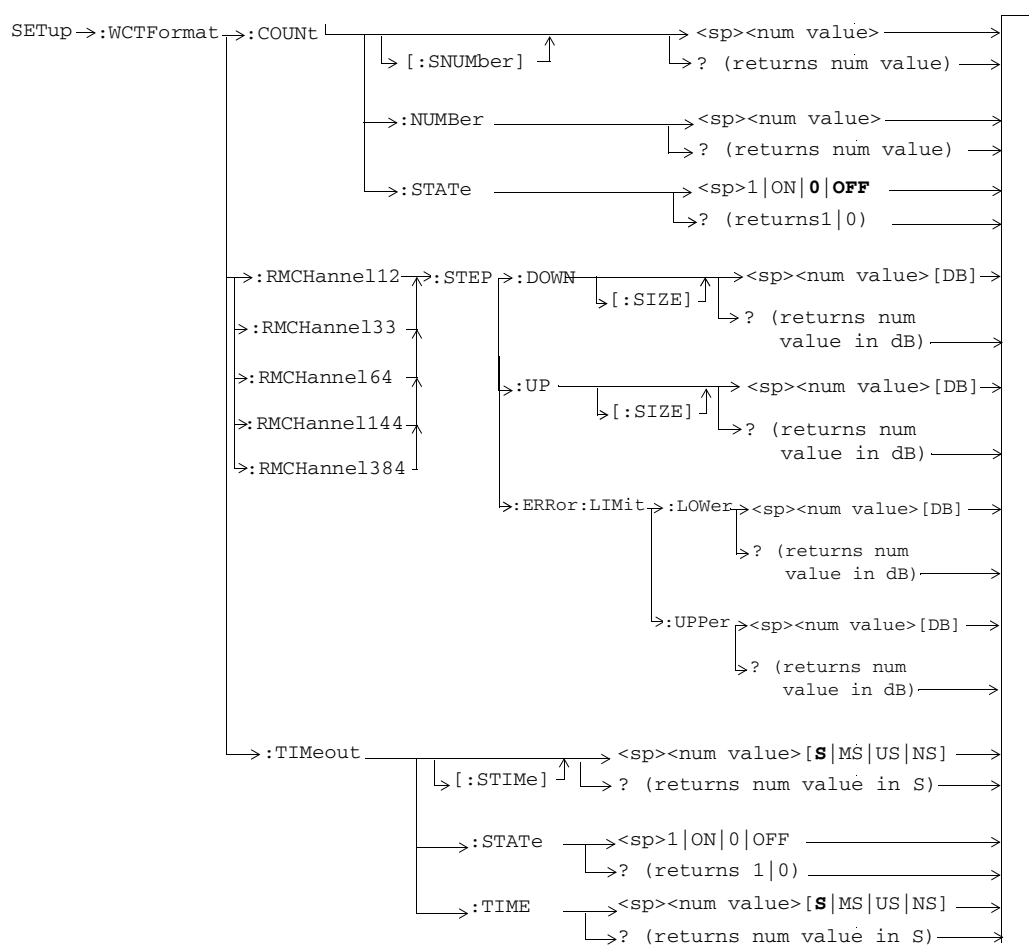 SETup :WCTFormat :COUNt <sp><num value>
[:SNUMber] ? (returns num value)
:NUMBer <sp><num value>
? (returns num value)
:STATe <sp>1|ON|0|OFF
? (returns1|0)
:RMCHannel12 :STEP :DOWN <sp><num value>[DB]
[:SIZE] ? (returns num
value in dB)
:RMCHannel33
:RMCHannel64 :UP <sp><num value>[DB]
[:SIZE]
:RMCHannel144 ? (returns num
value in dB)
:RMCHannel384
:ERRor:LIMit :LOWer <sp><num value>[DB]
? (returns num
value in dB)
:UPPer <sp><num value>[DB]
? (returns num
value in dB)
:TIMeout <sp><num value>[S|MS|US|NS]
[:STIMe] ? (returns num value in S)
:STATe <sp>1|ON|0|OFF
? (returns 1|0)
:TIME <sp><num value>[S|MS|US|NS]
? (returns num value in S)